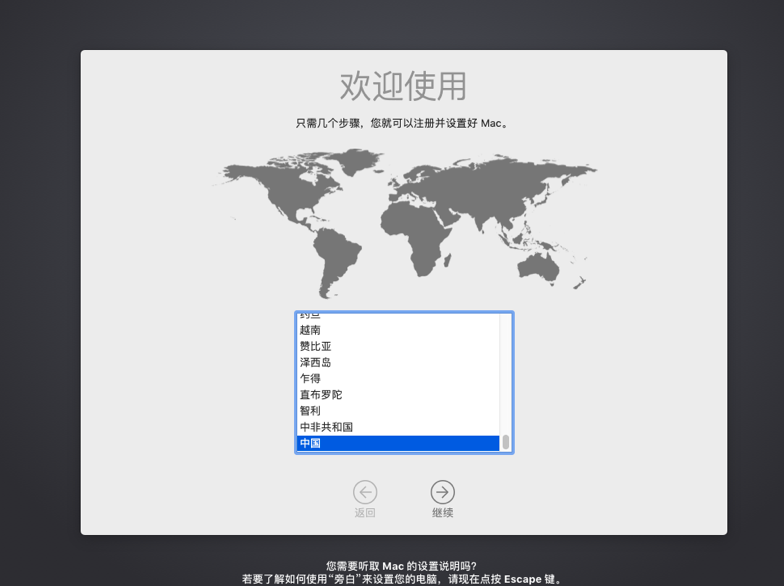 欢迎使用
只需几个步骤，您就可以注册并设置好 Mac。
约旦
越南
赞比亚
泽西岛
乍得
直布罗陀
智利
中非共和国
中国
返回
继续
您需要听取 Mac 的设置说明吗？
若要了解如何使用“旁白”来设置您的电脑，请现在点按 Escape 键。